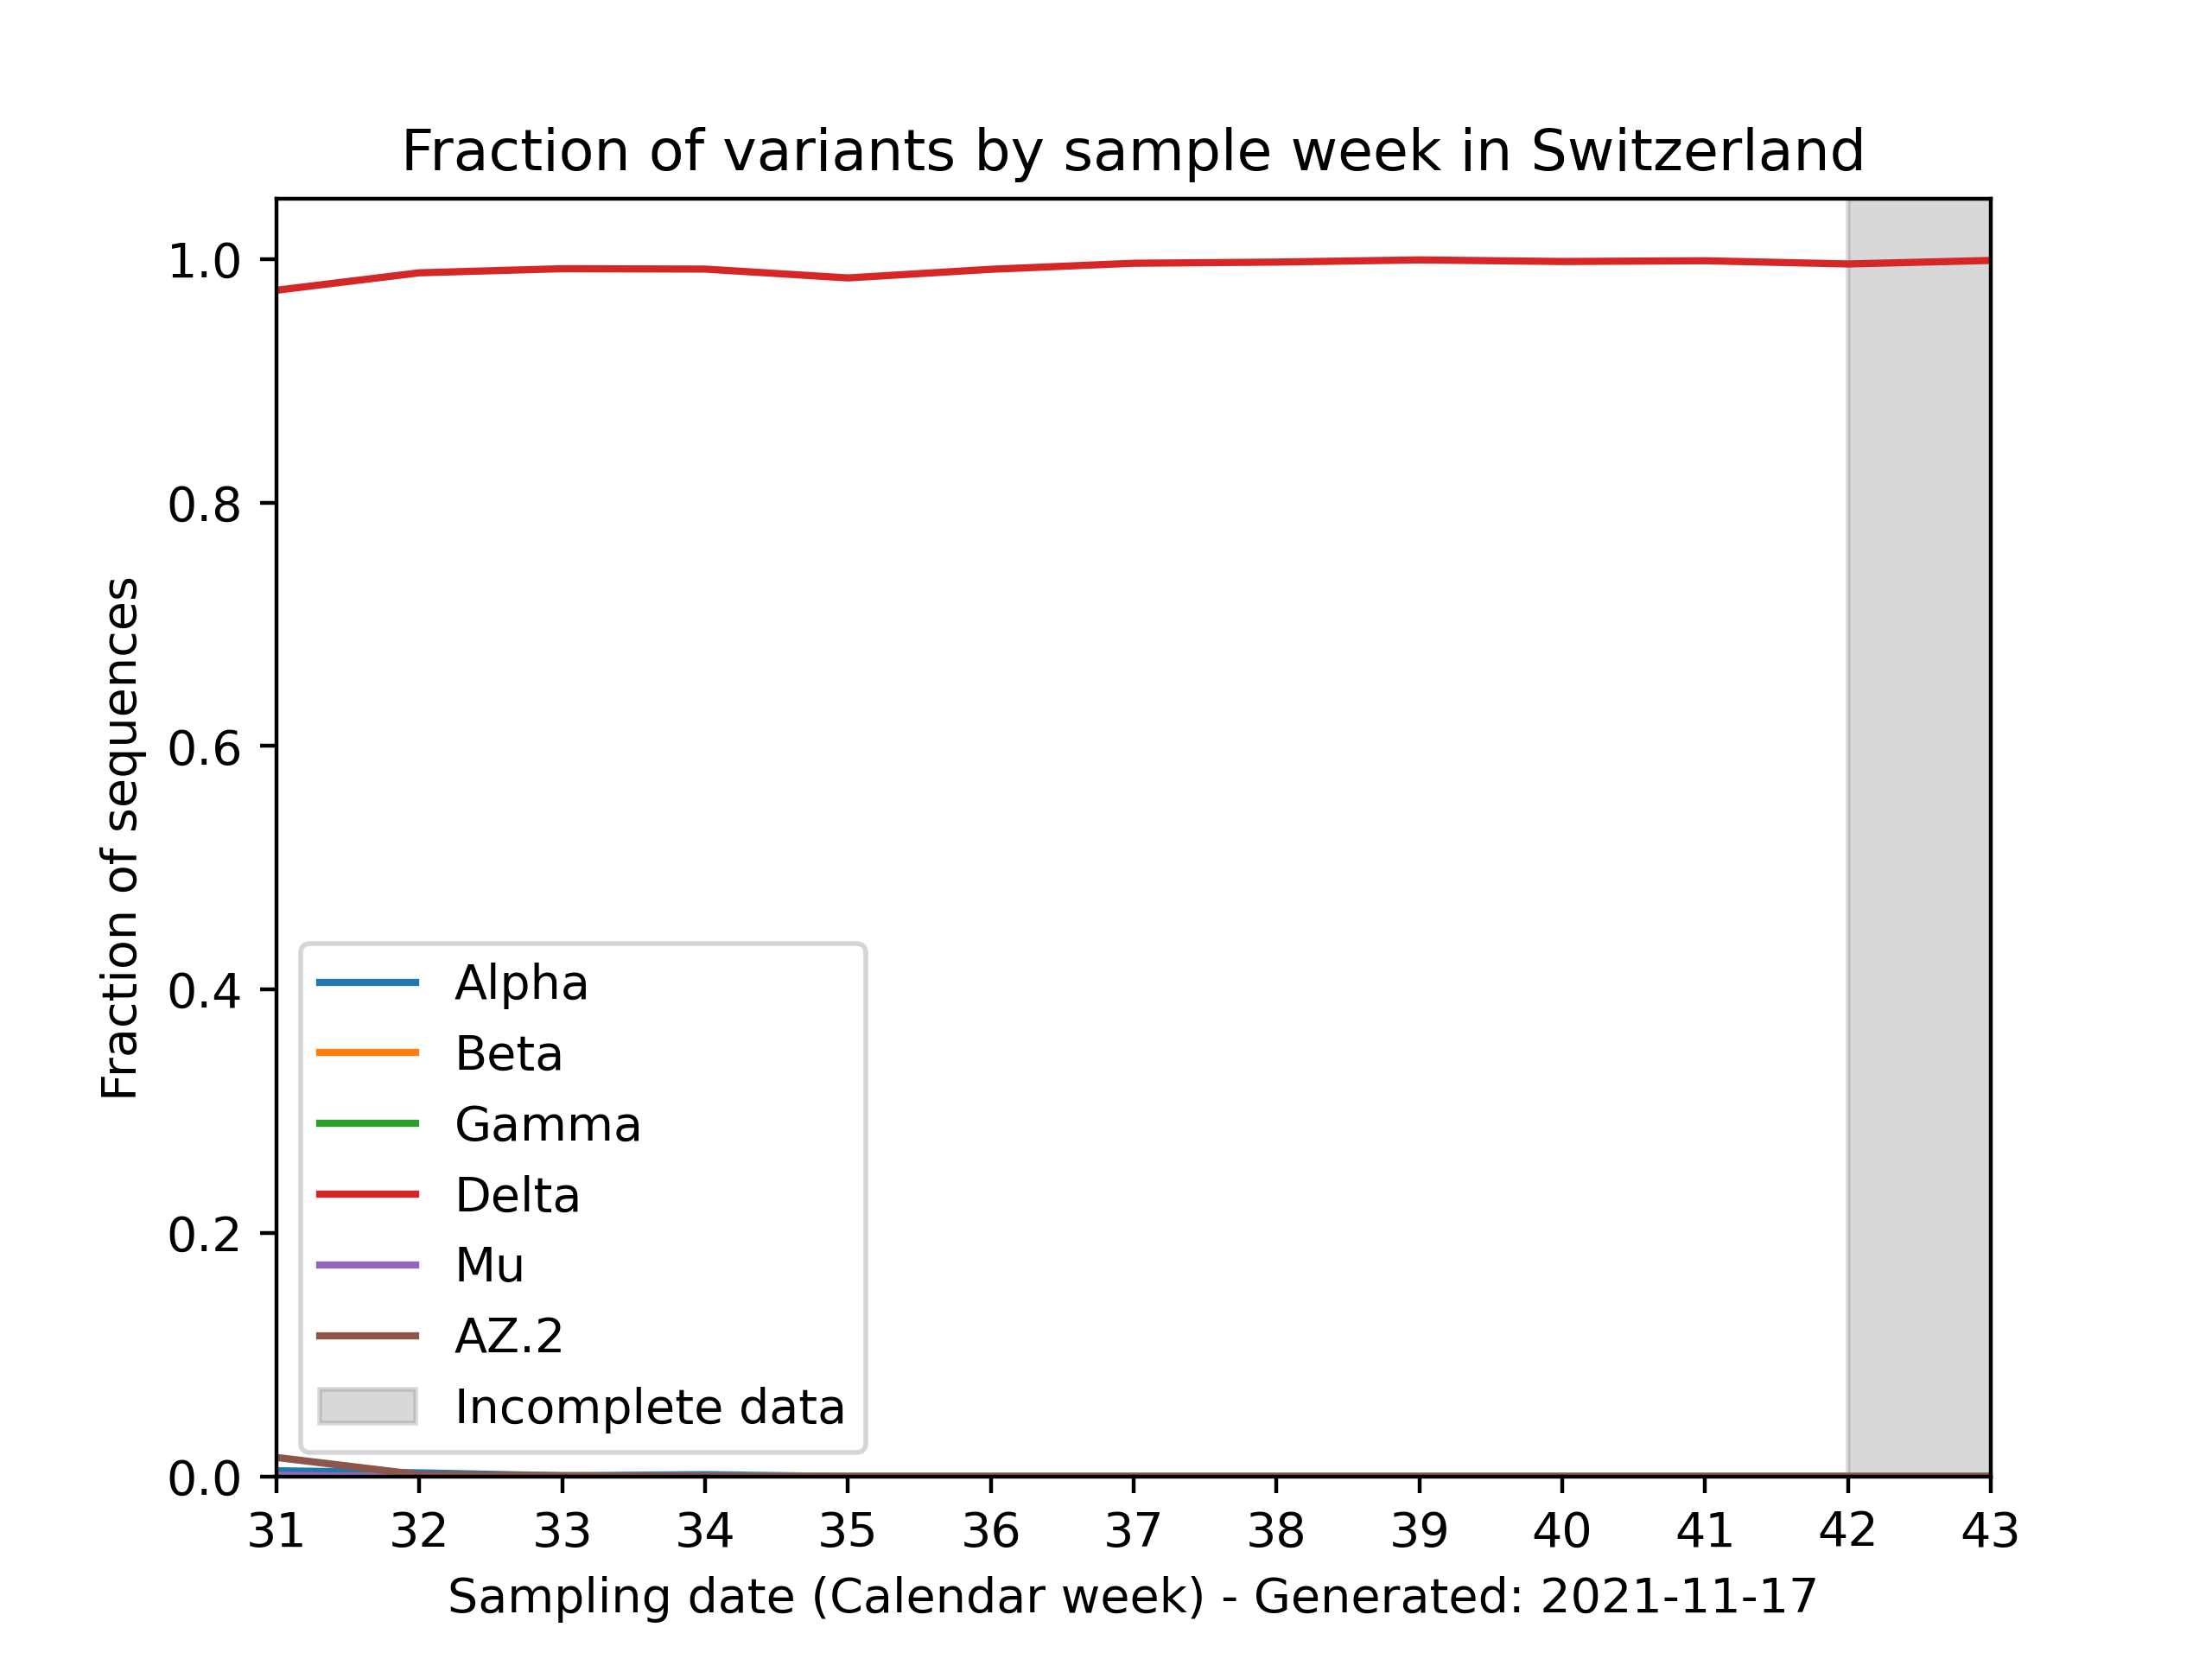 Fraction of variants by sample week in Switzerland
Fraction of sequences
1.0
0.8
0.6
0.4
0.2
0.0
Alpha
Beta
Gamma
Delta
Mu
AZ.2
Incomplete data
31 32 33 34 35 36 37 38 39 40 41 42 43
Sampling date (Calendar week) - Generated: 2021-11-17